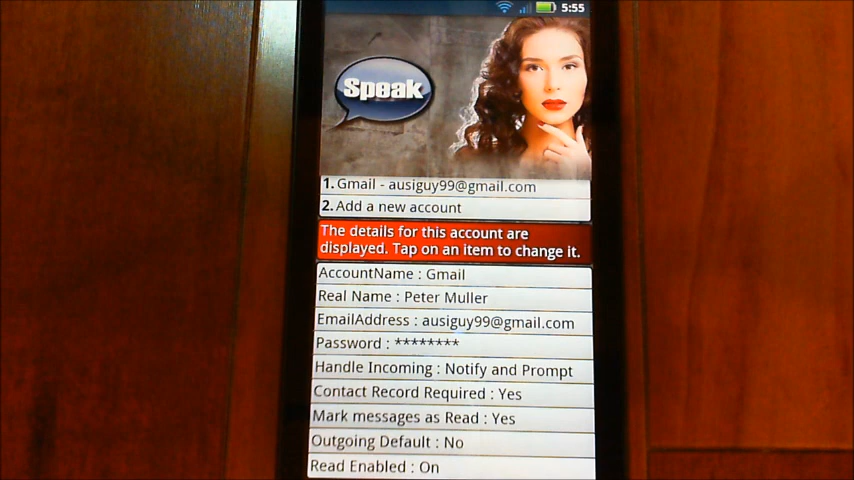 5:55
Speak
1. Gmail - ausiguy99@gmail.com
2. Add a new account
The details for this account are
displayed. Tap on an item to change it.
AccountName : Gmail
Real Name : Peter Muller
EmailAddress : ausiguy99@gmail.com
Password : ********
Handle Incoming : Notify and Prompt
Contact Record Required : Yes
Mark messages as Read : Yes
Outgoing Default : No
Read Enabled : On